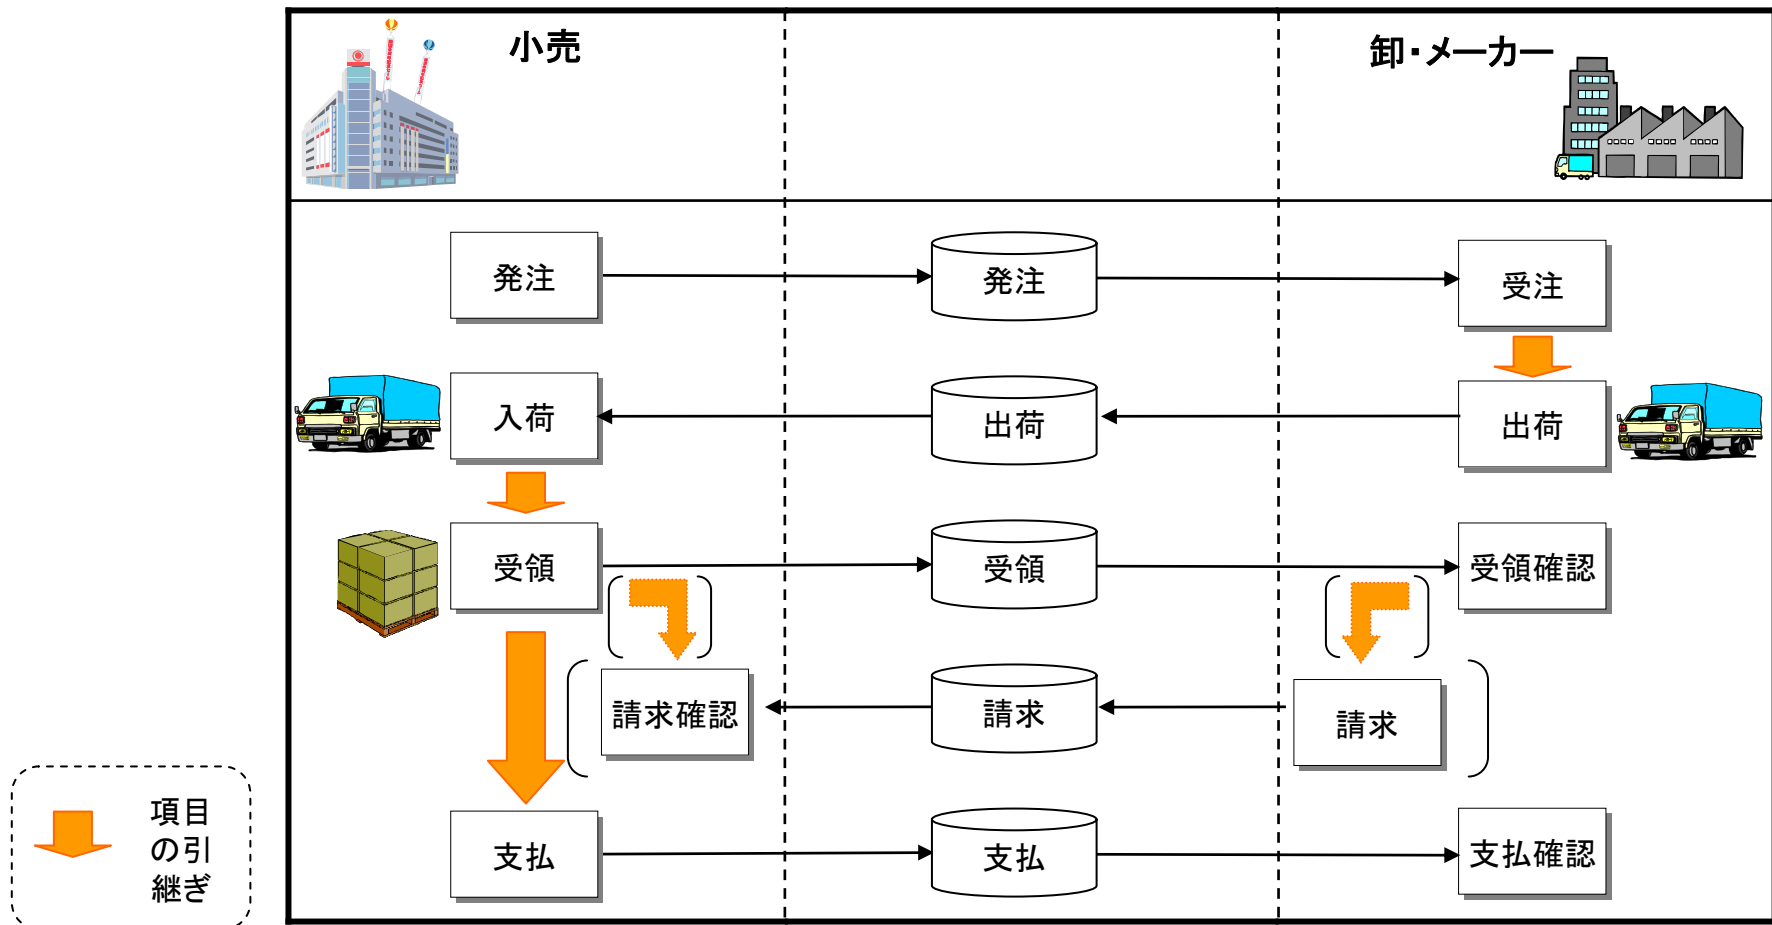 小売
卸・メーカー
発注
発注
受注
入荷
出荷
出荷
受領
受領
受領確認
請求確認
請求
請求
支払
支払
支払確認
項目
の引
継ぎ